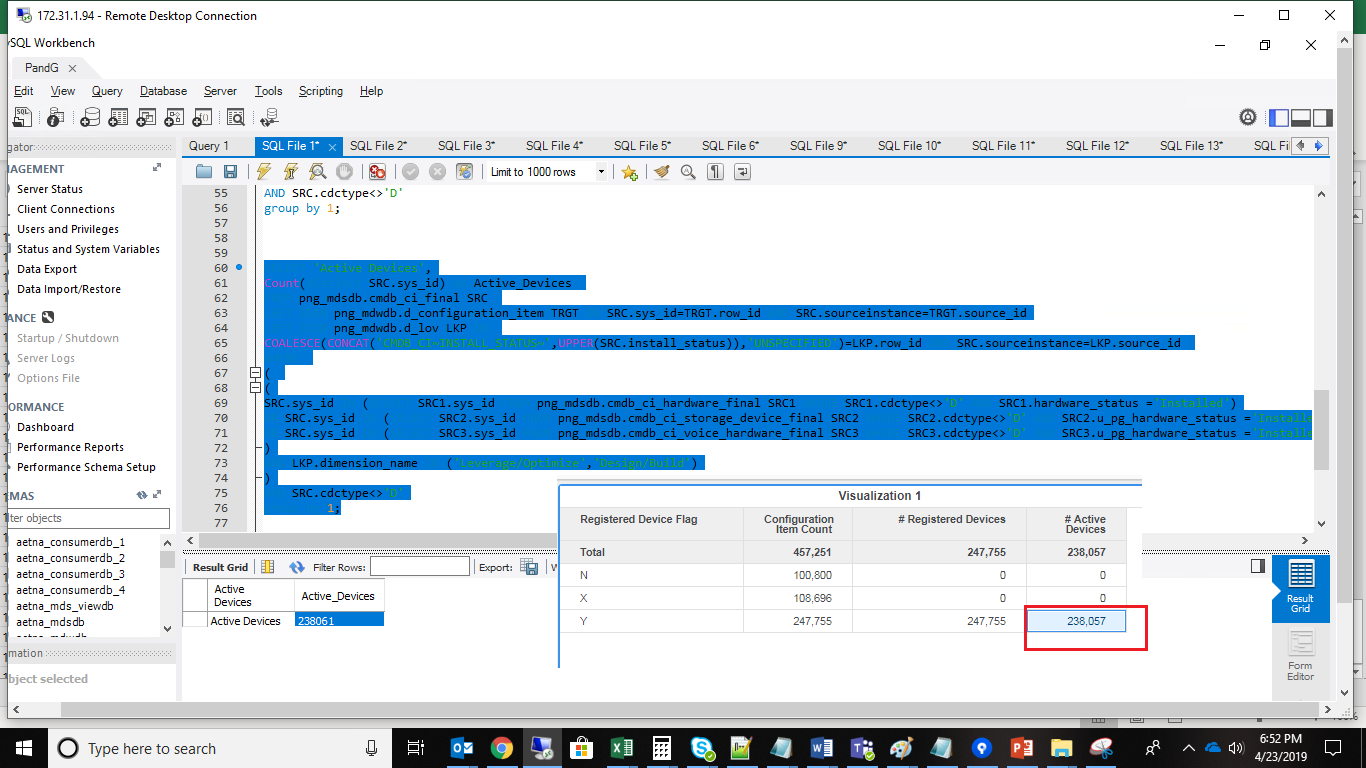 172.31.1.94 - Remote Desktop Connection
ySQL Workbench
PandG
Edit View Query Database Server Tools Scripting Help
gator
Query 1 SQL File 1* SQL File 2* SQL File 3* SQL File 4* SQL File 5* SQL File 6* SQL File 9* SQL File 10* SQL File 11* SQL File 12* SQL File 13* SQL Fi
AGEMENT
Server Status
Client Connections
Users and Privileges
Status and System Variables
Data Export
Data Import/Restore
ANCE
Startup / Shutdown
Server Logs
Options File
ORMANCE
Dashboard
Performance Reports
Performance Schema Setup
MAS
lter objects
aetna_consumerdb_1
aetna_consumerdb_2
aetna_consumerdb_3
aetna_consumerdb_4
aetna_mds_viewdb
aetna_mdsdb
aetna_mdwdb
mation
bject selected
Limit to 1000 rows
55 AND SRC.cdctype<>'D'
56 group by 1;
57
58
59
60 'Active Devices',
61 Count( SRC.sys_id) Active_Devices
62 png_mdsdb.cmdb_ci_final SRC
63 png_mdwdb.d_configuration_item TRGT SRC.sys_id=TRGT.row_id SRC.sourceinstance=TRGT.source_id
64 png_mdwdb.d_lov LKP
65 COALESCE(CONCAT('CMDB_CI~INSTALL_STATUS~',UPPER(SRC.install_status)),'UNSPECIFIED')=LKP.row_id SRC.sourceinstance=LKP.source_id
66
67 (
68 (
69 SRC.sys_id ( SRC1.sys_id png_mdsdb.cmdb_ci_hardware_final SRC1 SRC1.cdctype<>'D' SRC1.hardware_status ='Installed')
70 SRC.sys_id ( SRC2.sys_id png_mdsdb.cmdb_ci_storage_device_final SRC2 SRC2.cdctype<>'D' SRC2.u_pg_hardware_status ='Installe
71 SRC.sys_id ( SRC3.sys_id png_mdsdb.cmdb_ci_voice_hardware_final SRC3 SRC3.cdctype<>'D' SRC3.u_pg_hardware_status ='Install
72 )
73 LKP.dimension_name ('Leverage/Optimize','Design/Build')
74 )
75 SRC.cdctype<>'D'
76 1;
77
Result Grid Filter Rows: Export: W
Active Devices Active_Devices
Active Devices 238061
Visualization 1
Registered Device Flag Configuration Item Count # Registered Devices # Active Devices
Total 457,251 247,755 238,057
N 100,800 0 0
X 108,696 0 0
Y 247,755 247,755 238,057
Result Grid
Form Editor
Type here to search
6:52 PM
4/23/2019